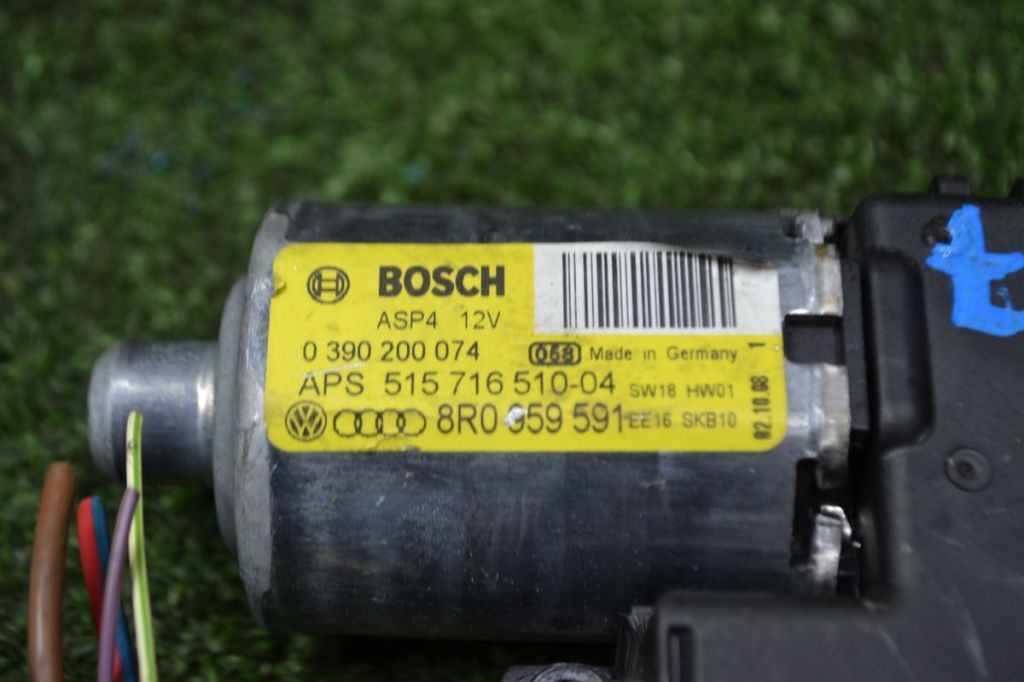 BOSCH
ASP4 12V
0 390 200 074 058 Made in Germany 1
APS 515 716 510-04 SW18 HW01
8R0 959 591 EE16 SKB10
02.10.08